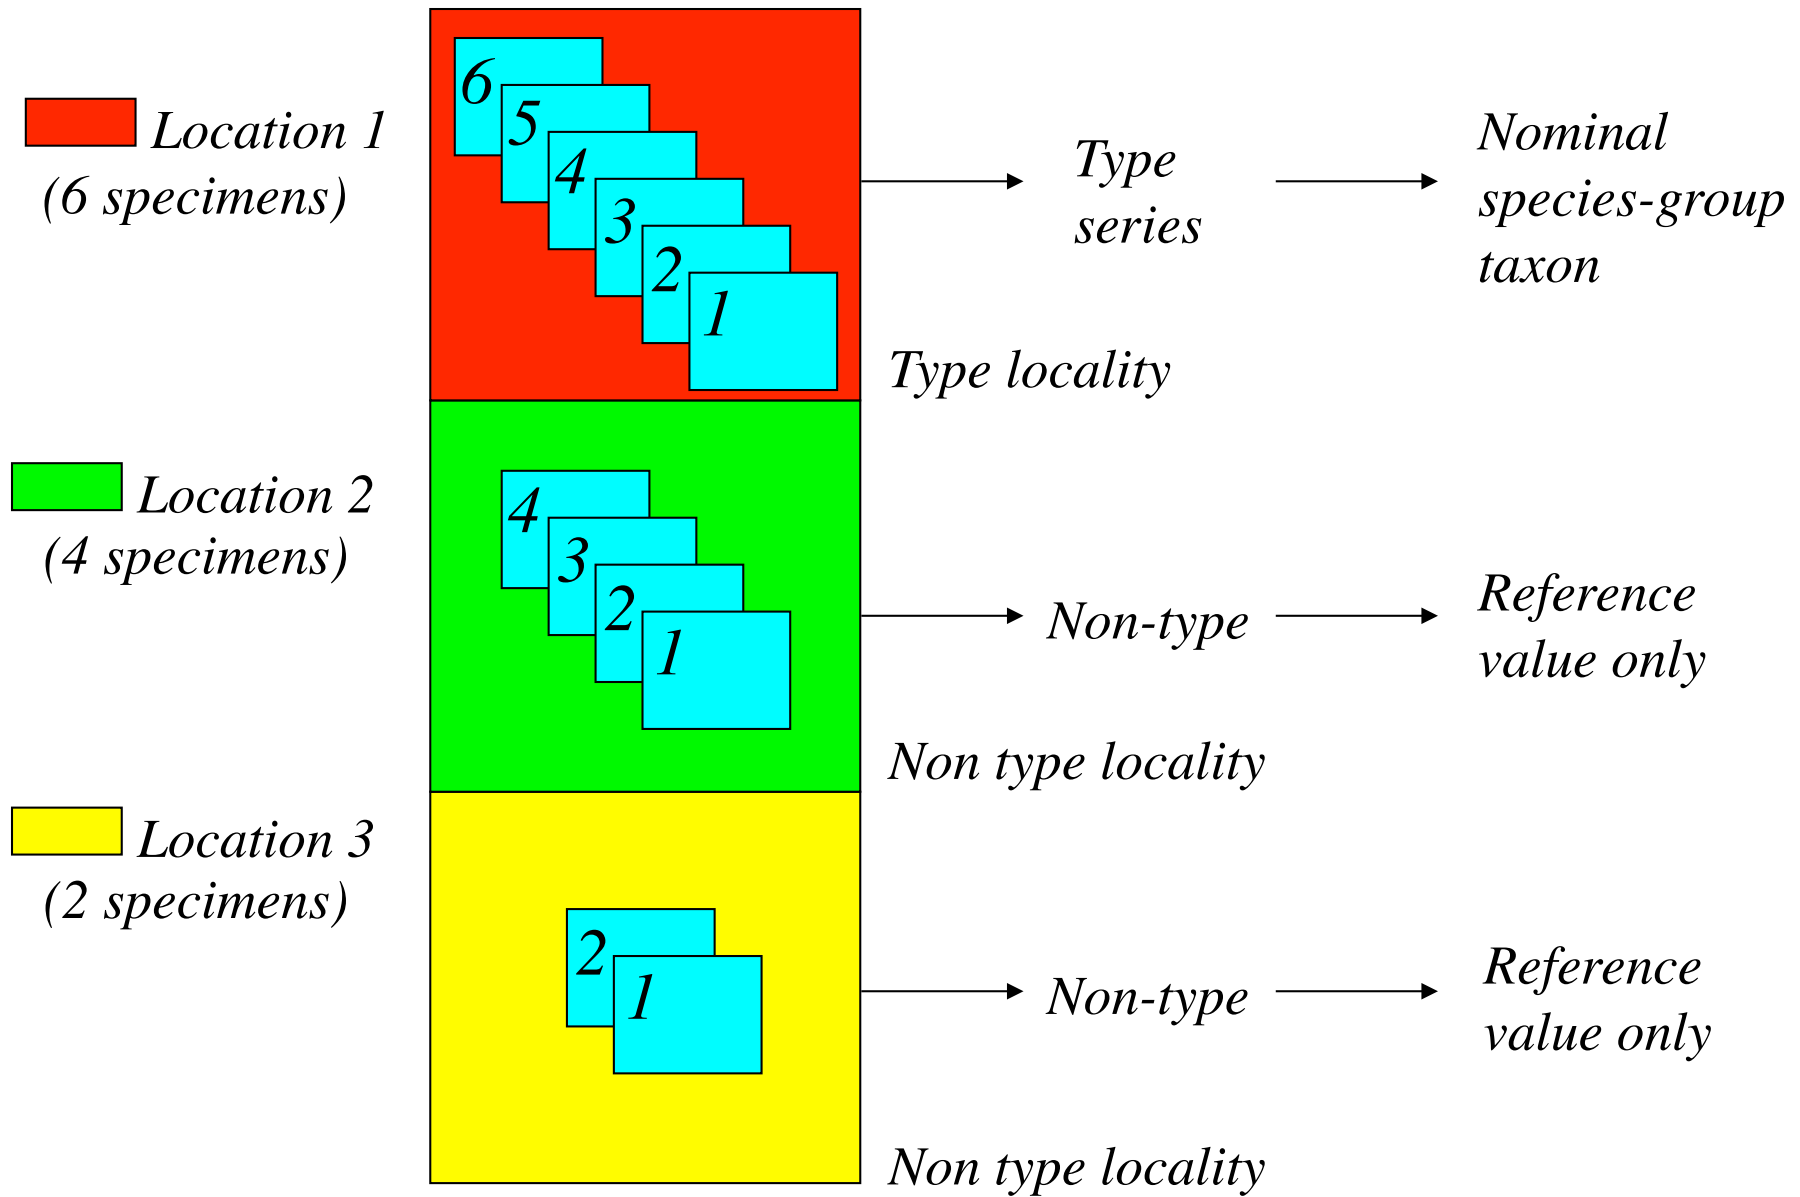 Location 1
(6 specimens)
6
5
4
3
2
1
Type
series
Nominal
species-group
taxon
Type locality
Location 2
(4 specimens)
4
3
2
1
Non-type
Reference
value only
Non type locality
Location 3
(2 specimens)
2
1
Non-type
Reference
value only
Non type locality